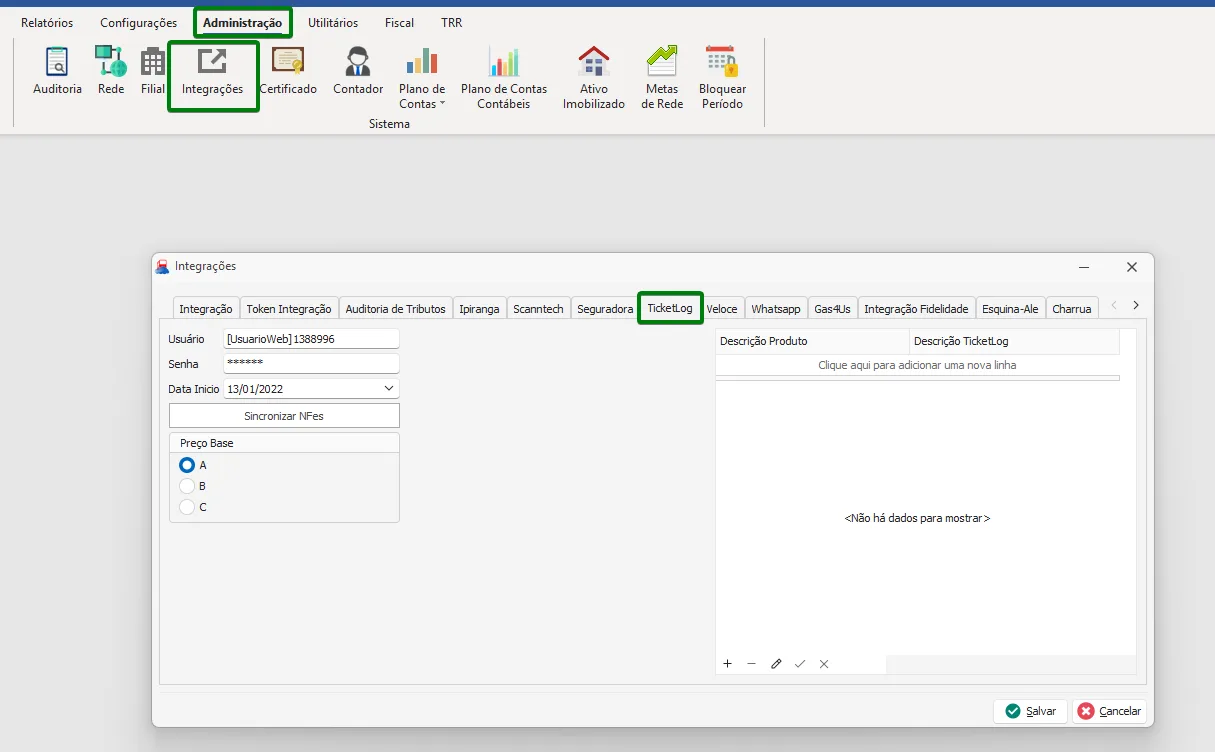 Relatórios Configurações Administração Utilitários Fiscal TRR
Auditoria Rede Filial Integrações Certificado Contador Plano de Contas Plano de Contas Contábeis Ativo Imobilizado Metas de Rede Bloquear Período
Sistema
Integrações
Integração Token Integração Auditoria de Tributos Ipiranga Scanntech Seguradora TicketLog Veloce Whatsapp Gas4Us Integração Fidelidade Esquina-Ale Charrua
Usuário [UsuarioWeb]1388996
Senha ******
Data Inicio 13/01/2022
Sincronizar NFes
Preço Base
A
B
C
Descrição Produto Descrição TicketLog
Clique aqui para adicionar uma nova linha
<Não há dados para mostrar>
Salvar Cancelar